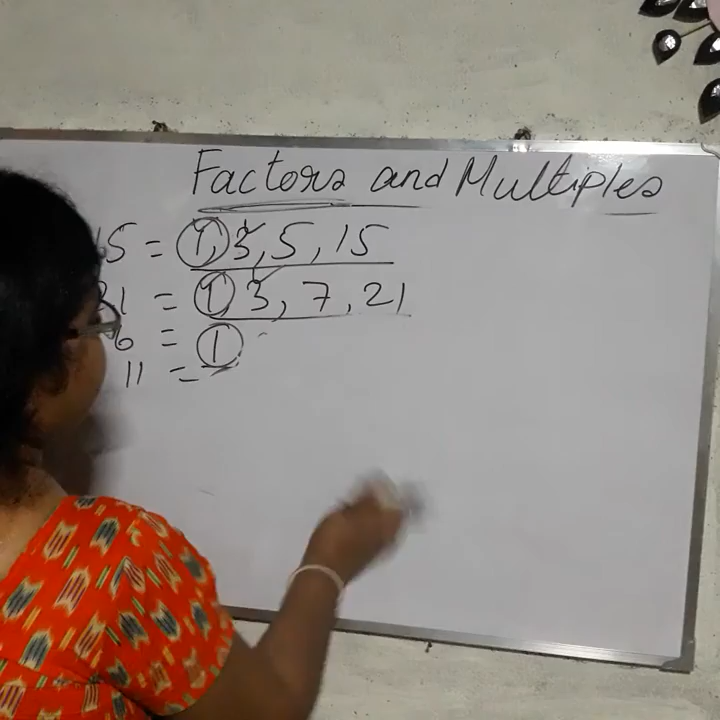 Factors and Multiples
15 = 1, 3, 5, 15
21 = 1 3, 7, 21
6 = 1
11 =